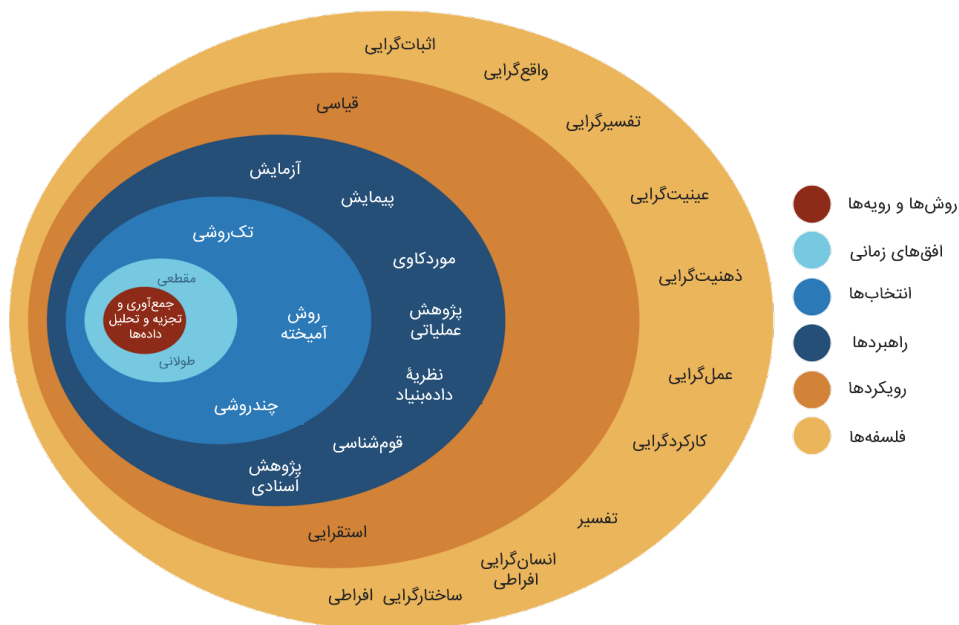 اثبات‌گرایی
واقع‌گرایی
تفسیرگرایی
عینیت‌گرایی
ذهنیت‌گرایی
عمل‌گرایی
کارکردگرایی
تفسیر
انسان‌گرایی
افراطی
ساختارگرایی افراطی
قیاسی
استقرایی
آزمایش
پیمایش
موردکاوی
پژوهش
عملیاتی
نظریهٔ
داده‌بنیاد
قوم‌شناسی
پژوهش
اَسنادی
تک‌روشی
روش
آمیخته
چندروشی
مقطعی
طولانی
جمع‌آوری و
تجزیه و تحلیل
داده‌ها
روش‌ها و رویه‌ها
افق‌های زمانی
انتخاب‌ها
راهبردها
رویکردها
فلسفه‌ها